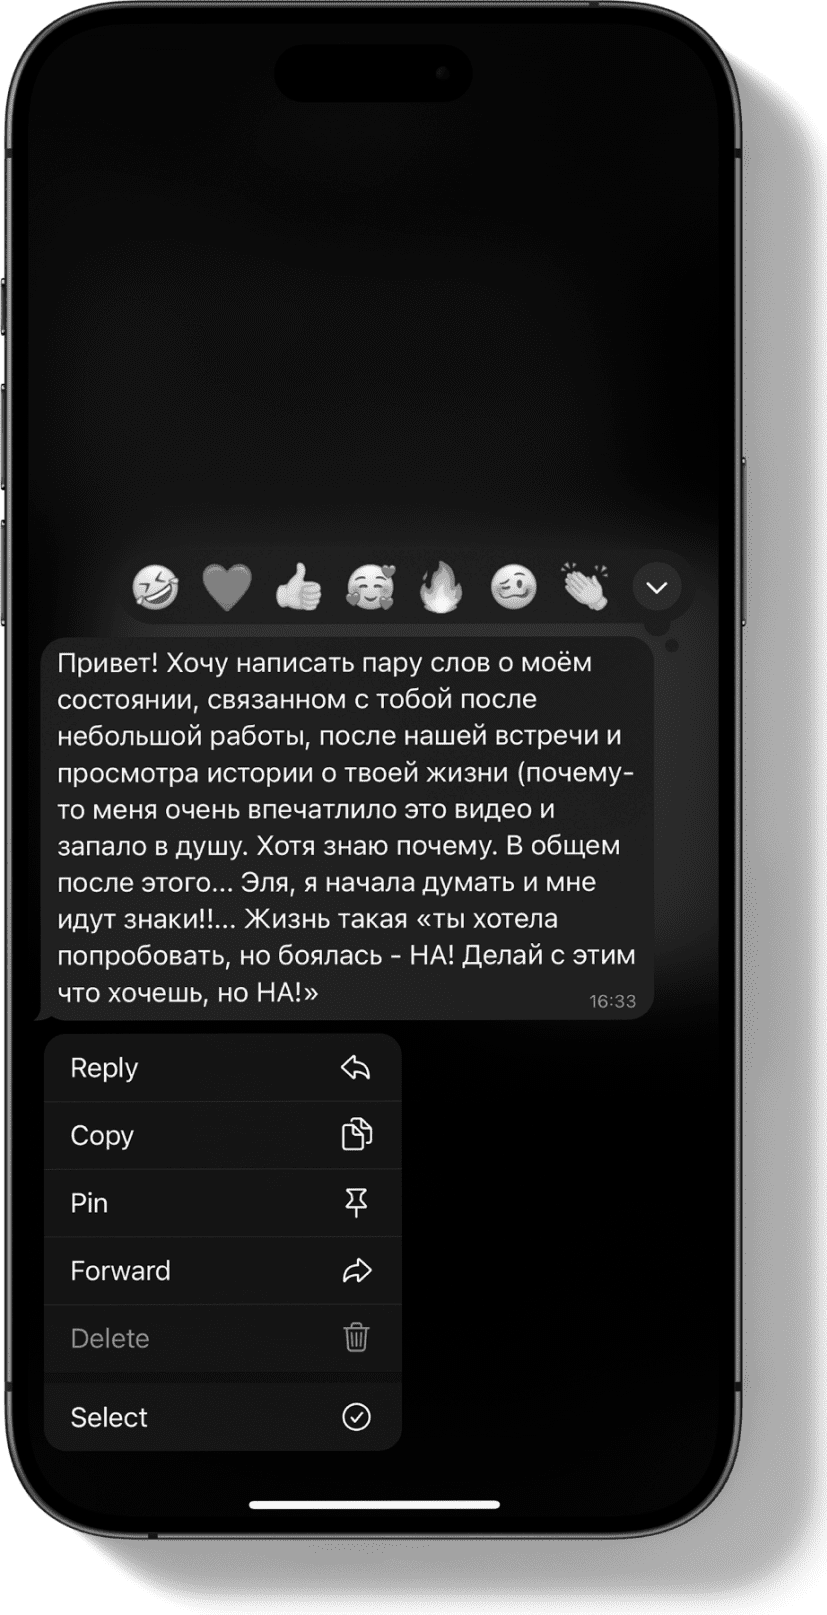 Привет! Хочу написать пару слов о моём
состоянии, связанном с тобой после
небольшой работы, после нашей встречи и
просмотра истории о твоей жизни (почему-
то меня очень впечатлило это видео и
запало в душу. Хотя знаю почему. В общем
после этого... Эля, я начала думать и мне
идут знаки!!... Жизнь такая «ты хотела
попробовать, но боялась - НА! Делай с этим
что хочешь, но НА!»
16:33
Reply
Copy
Pin
Forward
Delete
Select